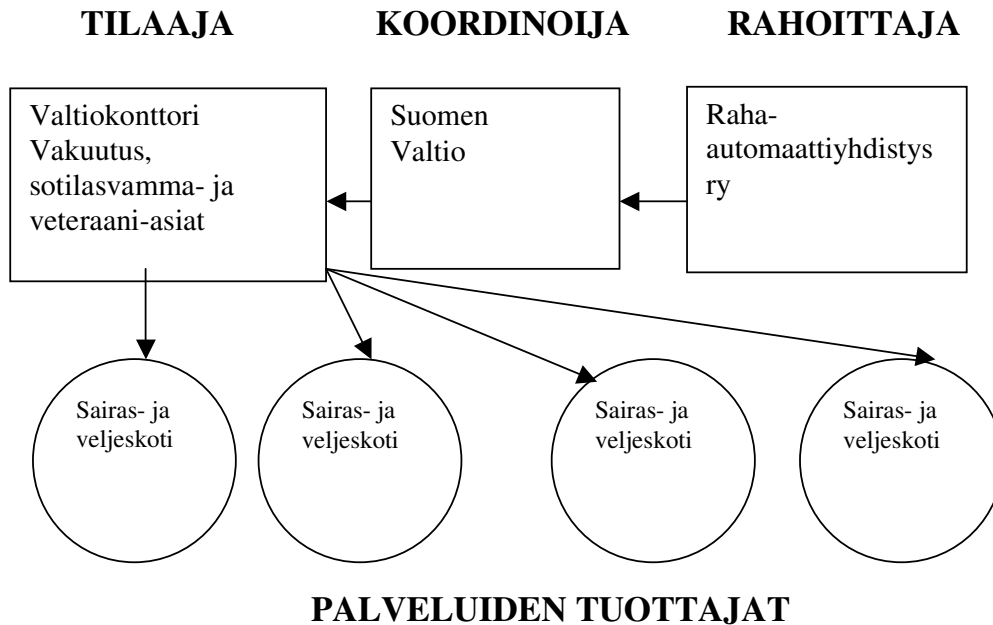 TILAAJA KOORDINOIJA RAHOITTAJA
Valtiokonttori
Vakuutus,
sotilasvamma- ja
veteraani-asiat
Suomen
Valtio
Raha-
automaattiyhdistys
ry
Sairas- ja
veljeskoti
Sairas- ja
veljeskoti
Sairas- ja
veljeskoti
Sairas- ja
veljeskoti
PALVELUIDEN TUOTTAJAT